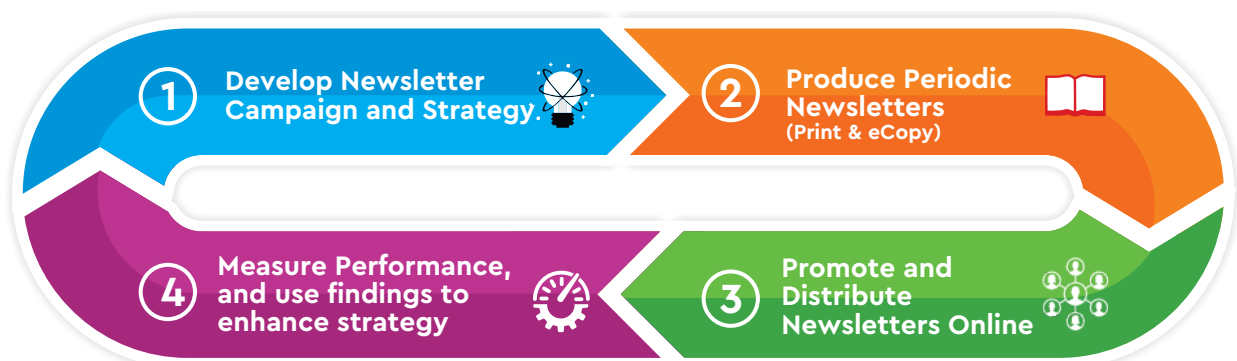 1
Develop Newsletter
Campaign and Strategy
2
Produce Periodic
Newsletters
(Print & eCopy)
3
Promote and
Distribute
Newsletters Online
4
Measure Performance,
and use findings to
enhance strategy